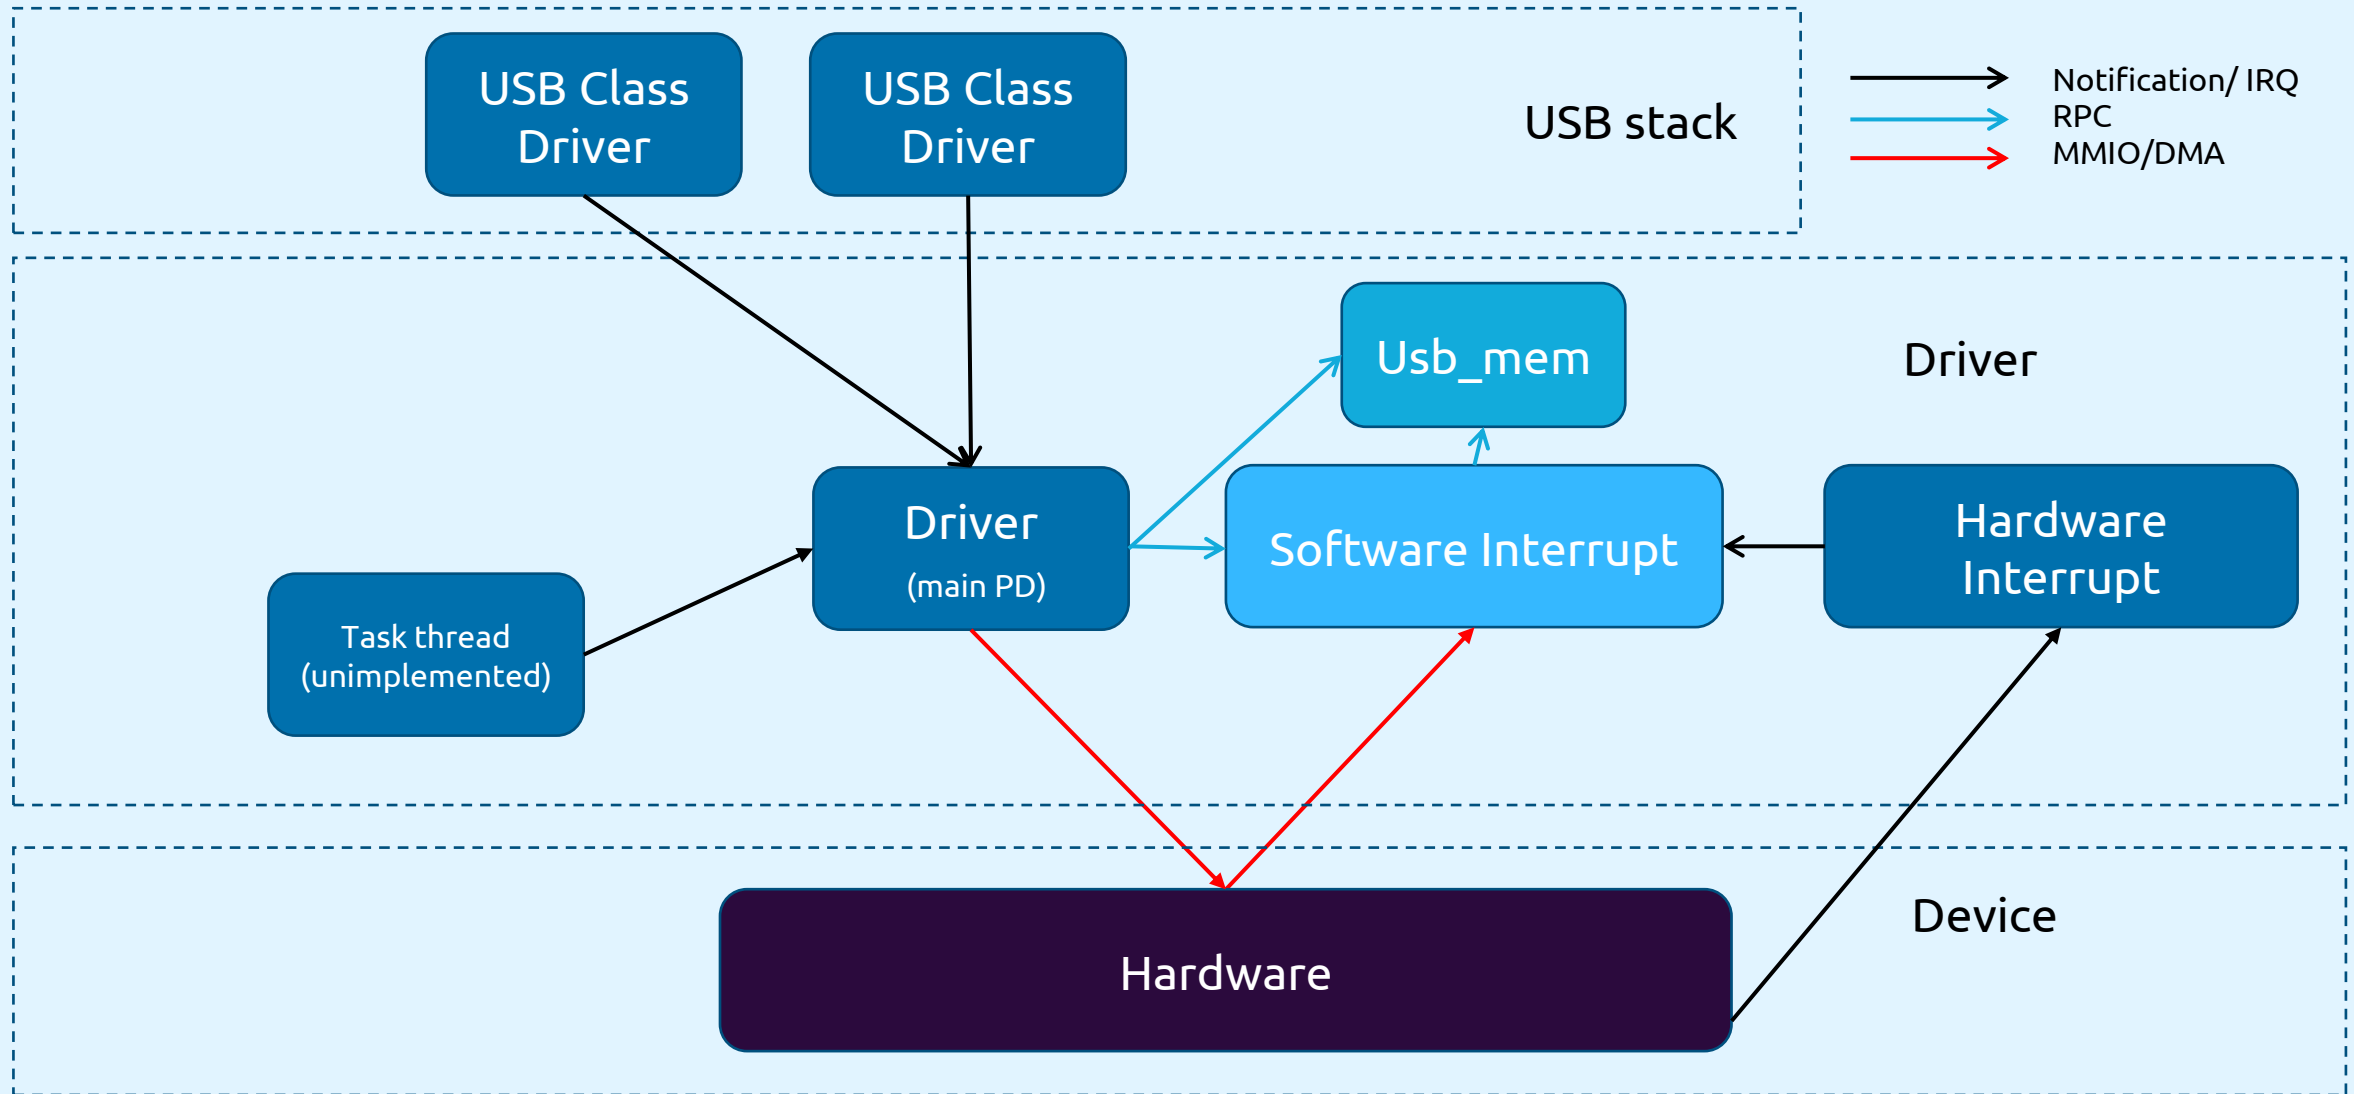 USB Class
Driver
USB Class
Driver
USB stack
Notification/ IRQ
RPC
MMIO/DMA
Usb_mem
Driver
Driver
(main PD)
Software Interrupt
Hardware
Interrupt
Task thread
(unimplemented)
Device
Hardware